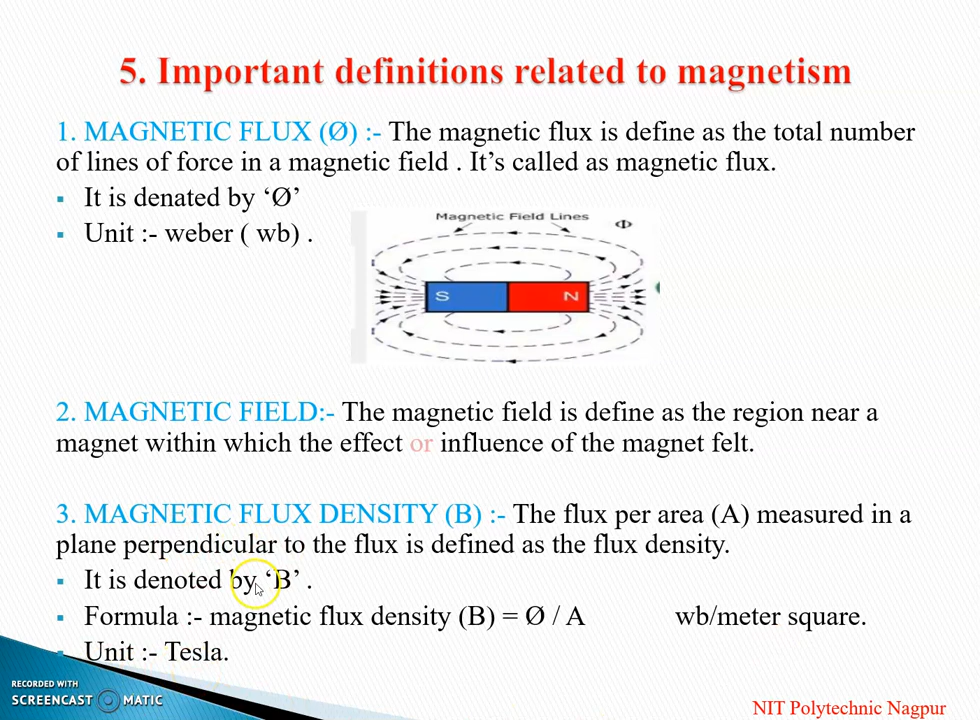 5. Important definitions related to magnetism
1. MAGNETIC FLUX (Ø) :- The magnetic flux is define as the total number
of lines of force in a magnetic field . It’s called as magnetic flux.
▪ It is denated by ‘Ø’
▪ Unit :- weber ( wb) .
Magnetic Field Lines
Φ
S N
2. MAGNETIC FIELD:- The magnetic field is define as the region near a
magnet within which the effect or influence of the magnet felt.
3. MAGNETIC FLUX DENSITY (B) :- The flux per area (A) measured in a
plane perpendicular to the flux is defined as the flux density.
▪ It is denoted by ‘B’ .
▪ Formula :- magnetic flux density (B) = Ø / A wb/meter square.
▪ Unit :- Tesla.
RECORDED WITH
SCREENCAST MATIC
NIT Polytechnic Nagpur